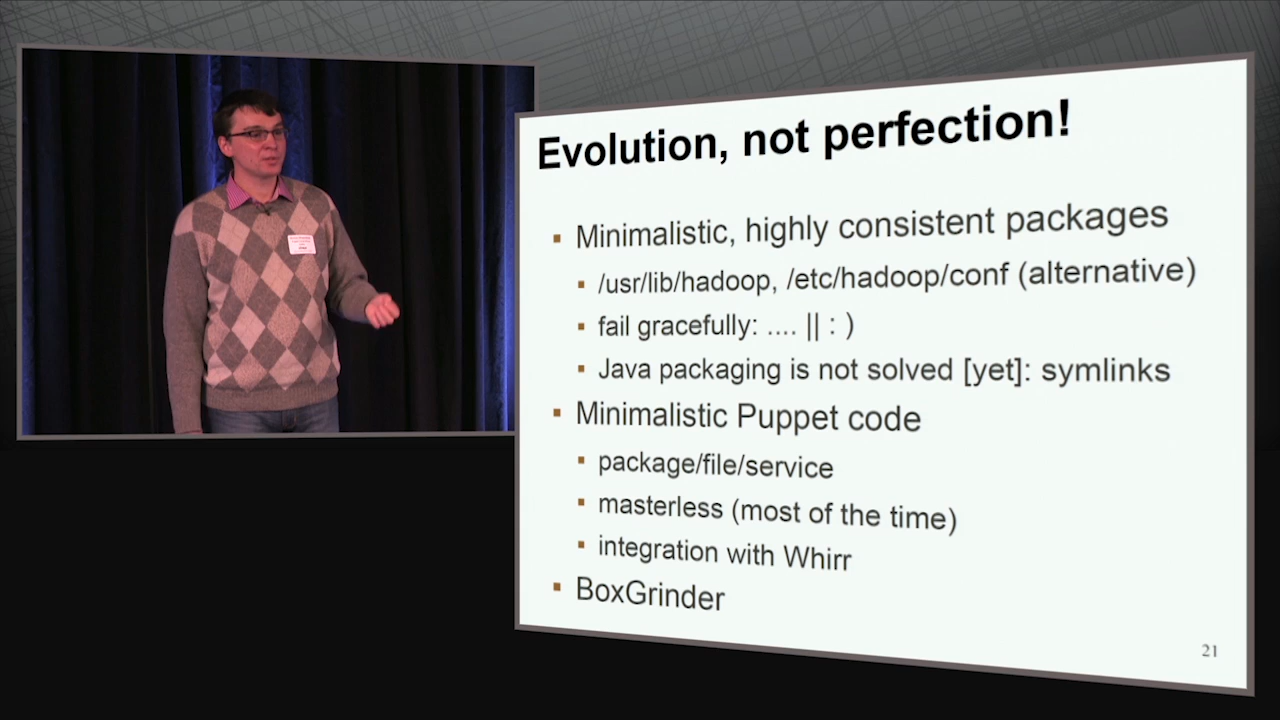 Evolution, not perfection!
▪ Minimalistic, highly consistent packages
▪ /usr/lib/hadoop, /etc/hadoop/conf (alternative)
▪ fail gracefully: .... || : )
▪ Java packaging is not solved [yet]: symlinks
▪ Minimalistic Puppet code
▪ package/file/service
▪ masterless (most of the time)
▪ integration with Whirr
▪ BoxGrinder
21